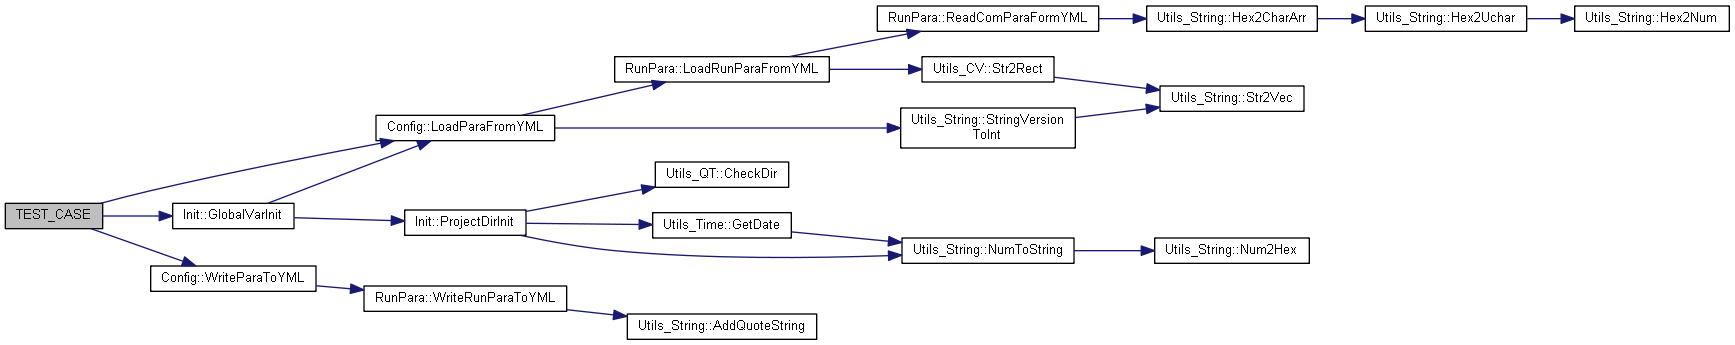 RunPara::ReadComParaFormYML
Utils_String::Hex2CharArr
Utils_String::Hex2Uchar
Utils_String::Hex2Num
RunPara::LoadRunParaFromYML
Utils_CV::Str2Rect
Utils_String::Str2Vec
Config::LoadParaFromYML
Utils_String::StringVersion
ToInt
Utils_QT::CheckDir
TEST_CASE
Init::GlobalVarInit
Init::ProjectDirInit
Utils_Time::GetDate
Utils_String::NumToString
Utils_String::Num2Hex
Config::WriteParaToYML
RunPara::WriteRunParaToYML
Utils_String::AddQuoteString